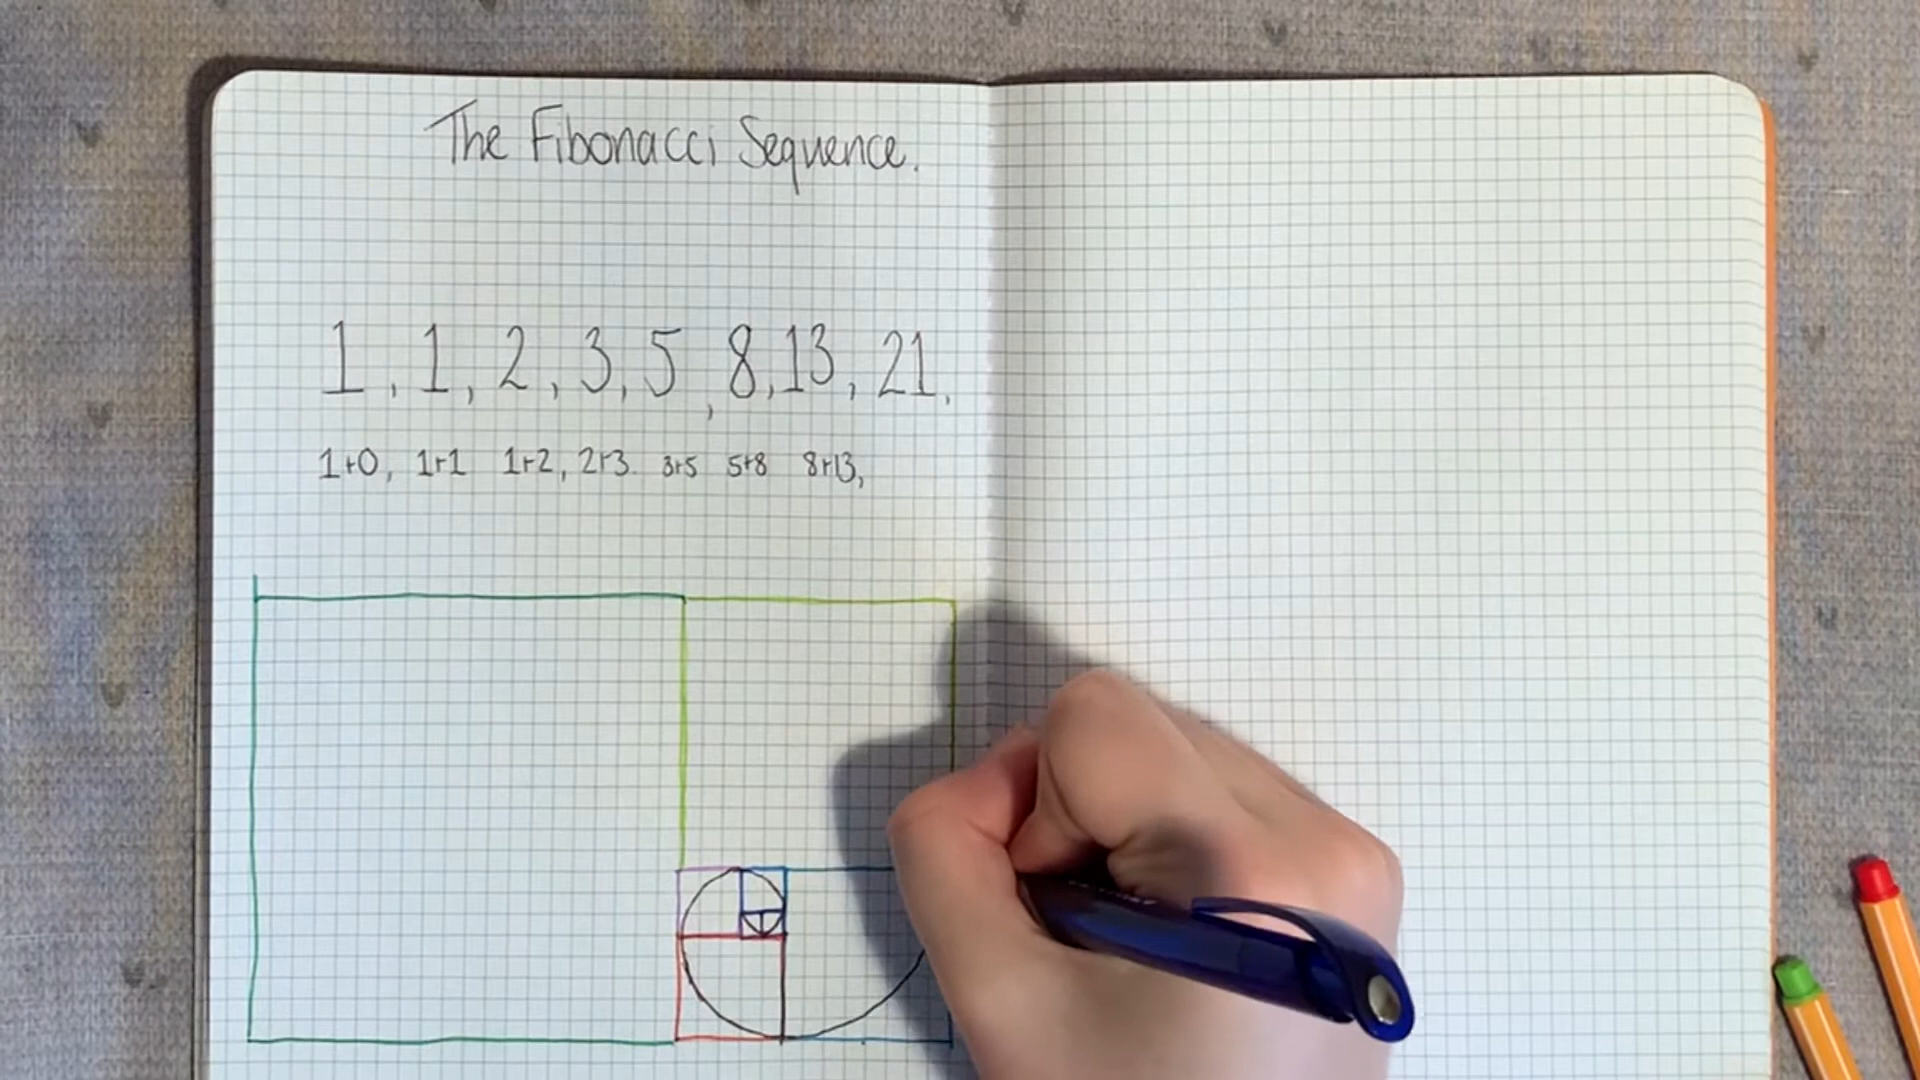 The Fibonacci Sequence.
1, 1, 2, 3, 5, 8, 13, 21,
1+0, 1+1 1+2, 2+3. 3+5 5+8 8+13,